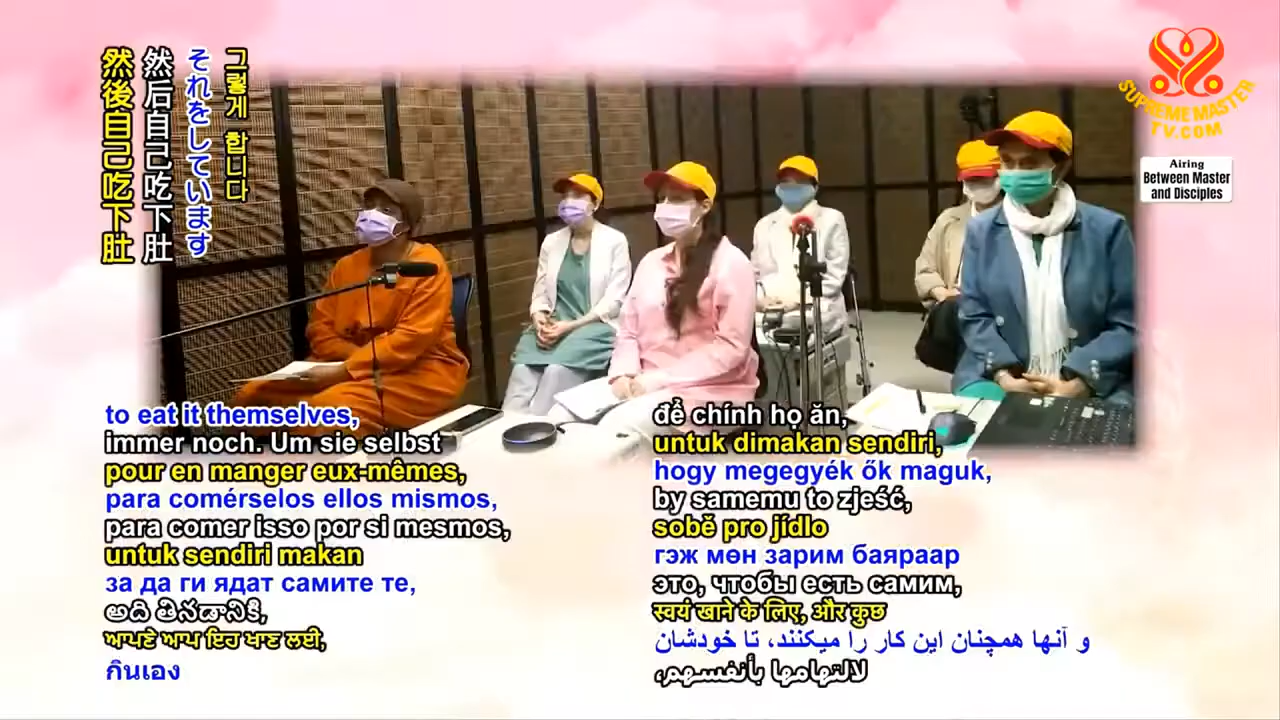 그렇게 합니다
それをしています
然后自己吃下肚
然後自己吃下肚
SUPREME MASTER
TV.COM
Airing
Between Master
and Disciples
to eat it themselves,
immer noch. Um sie selbst
pour en manger eux-mêmes,
para comérselos ellos mismos,
para comer isso por si mesmos,
untuk sendiri makan
за да ги ядат самите те,
అది తినడానికి,
ਆਪਣੇ ਆਪ ਇਹ ਖਾਣ ਲਈ,
กินเอง
để chính họ ăn,
untuk dimakan sendiri,
hogy megegyék ők maguk,
by samemu to zjeść,
sobě pro jídlo
гэж мөн зарим баяраар
это, чтобы есть самим,
स्वयं खाने के लिए, और कुछ
و آنها همچنان این کار را میکنند، تا خودشان
لالتهامها بأنفسهم،